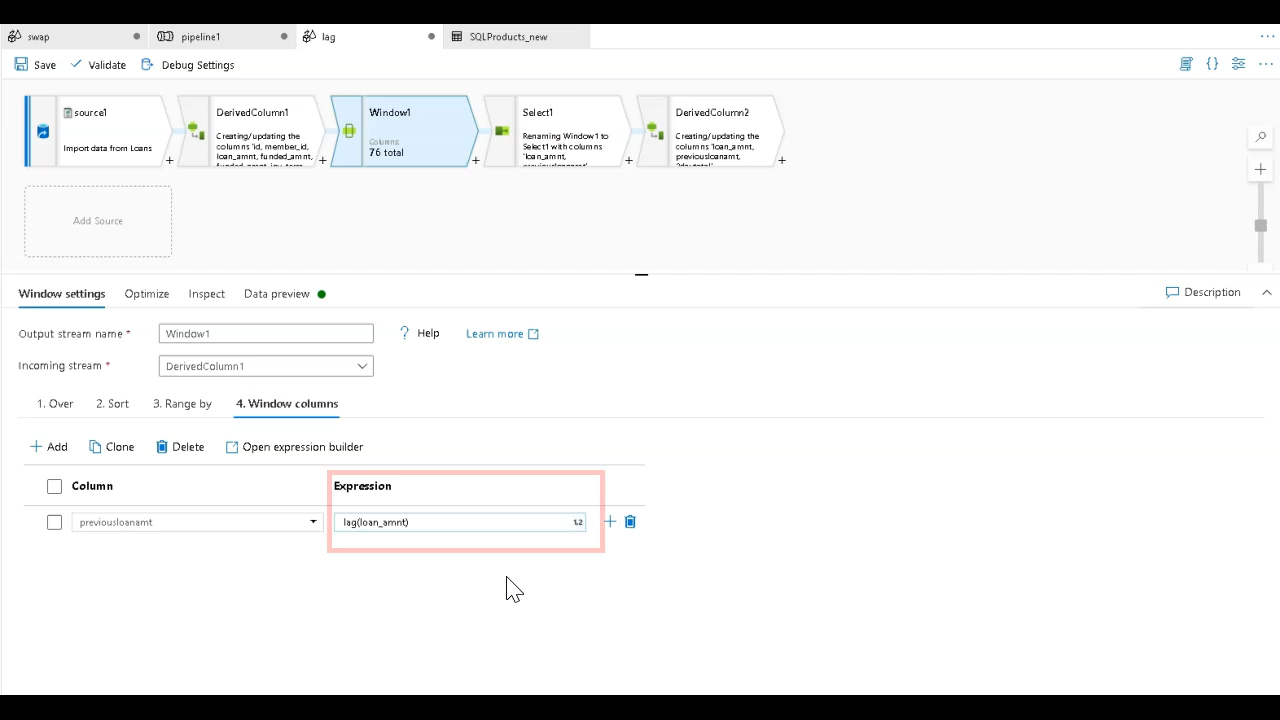 swap
pipeline1
lag
SQLProducts_new
Save
Validate
Debug Settings
source1
Import data from Loans
DerivedColumn1
Creating/updating the
columns 'id, member_id,
loan_amnt, funded_amnt,
funded_amnt_inv, term,
Window1
Columns
76 total
Select1
Renaming Window1 to
Select1 with columns
'loan_amnt,
previousloanamt'
DerivedColumn2
Creating/updating the
columns 'loan_amnt,
previousloanamt,
Add Source
Window settings
Optimize
Inspect
Data preview
Description
Output stream name *
Window1
? Help
Learn more
Incoming stream *
DerivedColumn1
1. Over
2. Sort
3. Range by
4. Window columns
Add
Clone
Delete
Open expression builder
Column
Expression
previousloanamt
lag(loan_amnt)
1.2